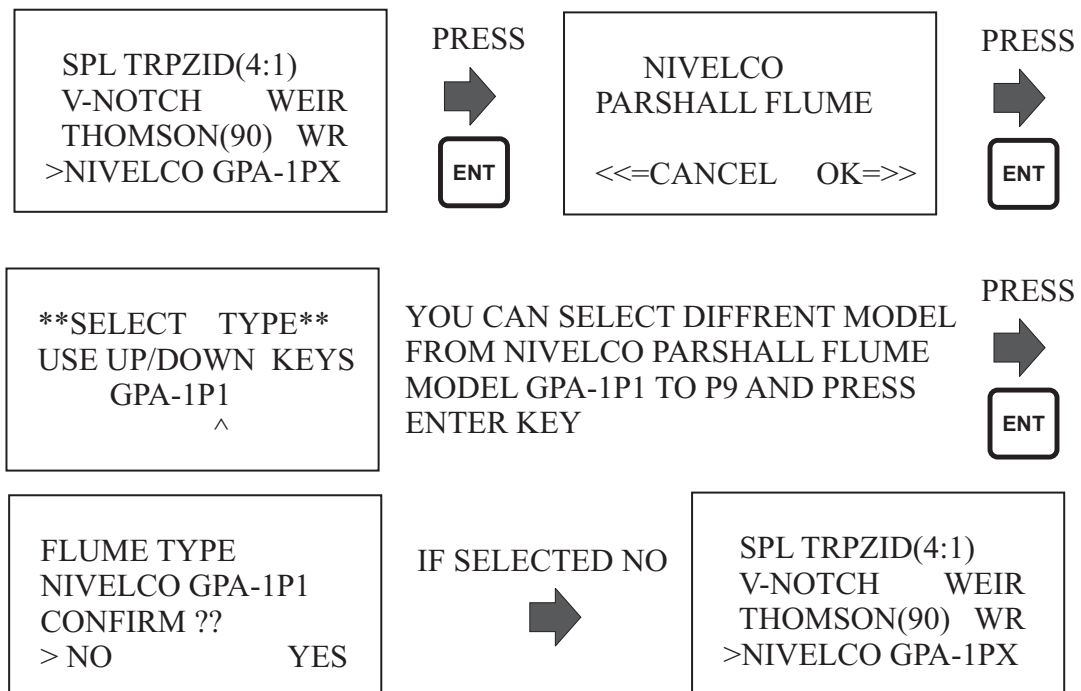 SPL TRPZID(4:1)
V-NOTCH WEIR
THOMSON(90) WR
>NIVELCO GPA-1PX
PRESS
ENT
NIVELCO
PARSHALL FLUME
<<=CANCEL OK=>>
PRESS
ENT
**SELECT TYPE**
USE UP/DOWN KEYS
GPA-1P1
^
YOU CAN SELECT DIFFRENT MODEL
FROM NIVELCO PARSHALL FLUME
MODEL GPA-1P1 TO P9 AND PRESS
ENTER KEY
PRESS
ENT
FLUME TYPE
NIVELCO GPA-1P1
CONFIRM ??
> NO YES
IF SELECTED NO
SPL TRPZID(4:1)
V-NOTCH WEIR
THOMSON(90) WR
>NIVELCO GPA-1PX